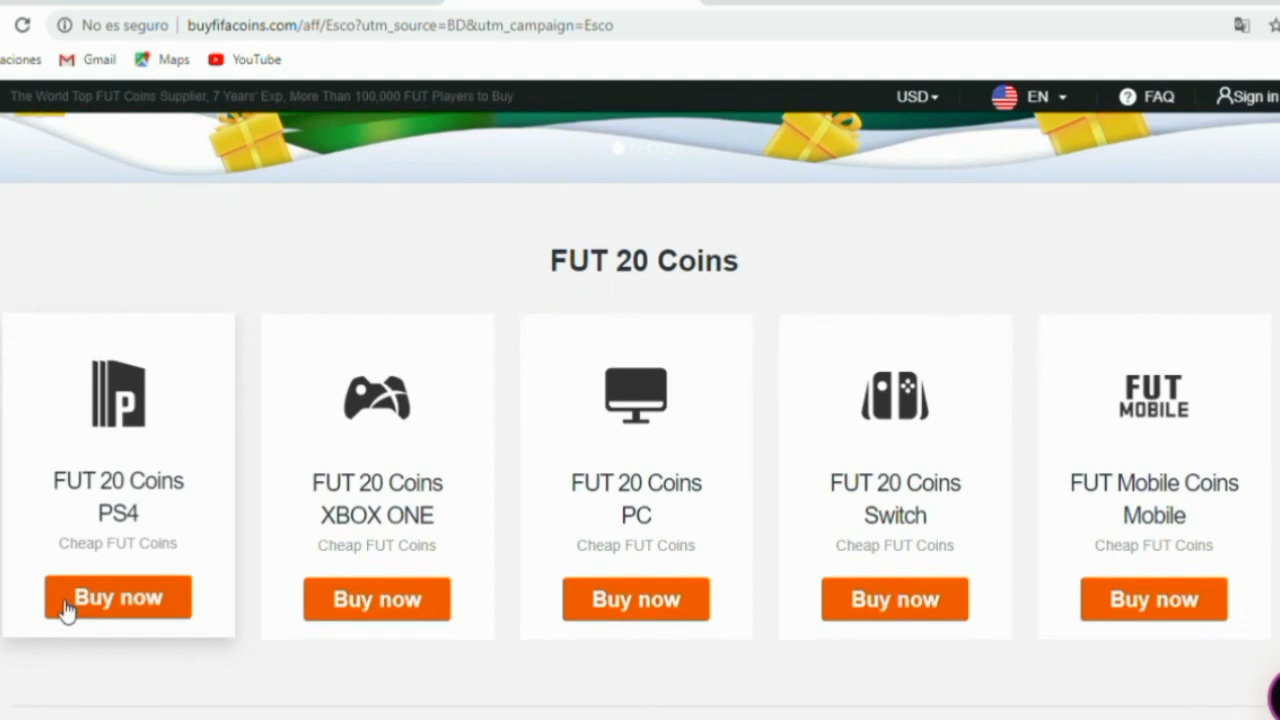 No es seguro | buyfifacoins.com/aff/Esco?utm_source=BD&utm_campaign=Esco
aciones Gmail Maps YouTube
The World Top FUT Coins Supplier, 7 Years' Exp, More Than 100,000 FUT Players to Buy USD EN ? FAQ Sign in
FUT 20 Coins
P
FUT
MOBILE
FUT 20 Coins
PS4
Cheap FUT Coins
Buy now
FUT 20 Coins
XBOX ONE
Cheap FUT Coins
Buy now
FUT 20 Coins
PC
Cheap FUT Coins
Buy now
FUT 20 Coins
Switch
Cheap FUT Coins
Buy now
FUT Mobile Coins
Mobile
Cheap FUT Coins
Buy now